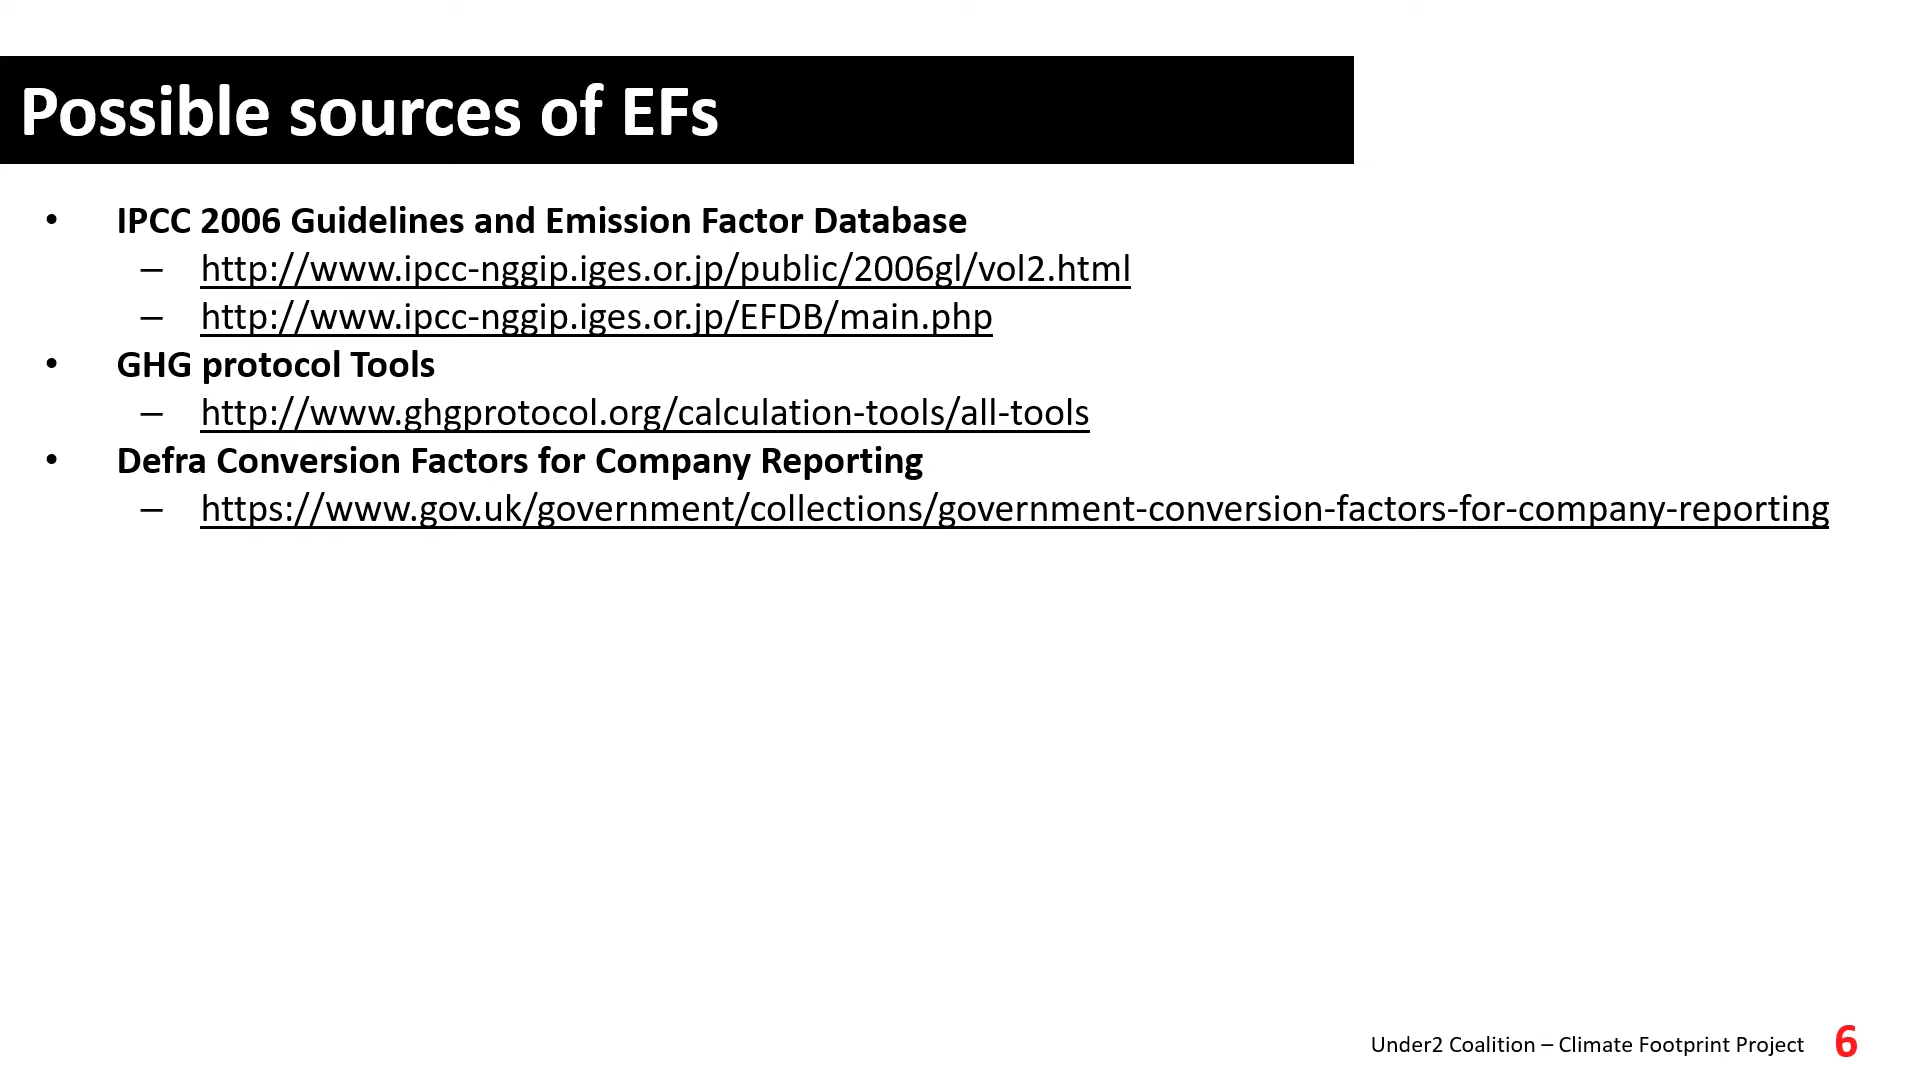 Possible sources of EFs
• IPCC 2006 Guidelines and Emission Factor Database
– http://www.ipcc-nggip.iges.or.jp/public/2006gl/vol2.html
– http://www.ipcc-nggip.iges.or.jp/EFDB/main.php
• GHG protocol Tools
– http://www.ghgprotocol.org/calculation-tools/all-tools
• Defra Conversion Factors for Company Reporting
– https://www.gov.uk/government/collections/government-conversion-factors-for-company-reporting
Under2 Coalition – Climate Footprint Project 6